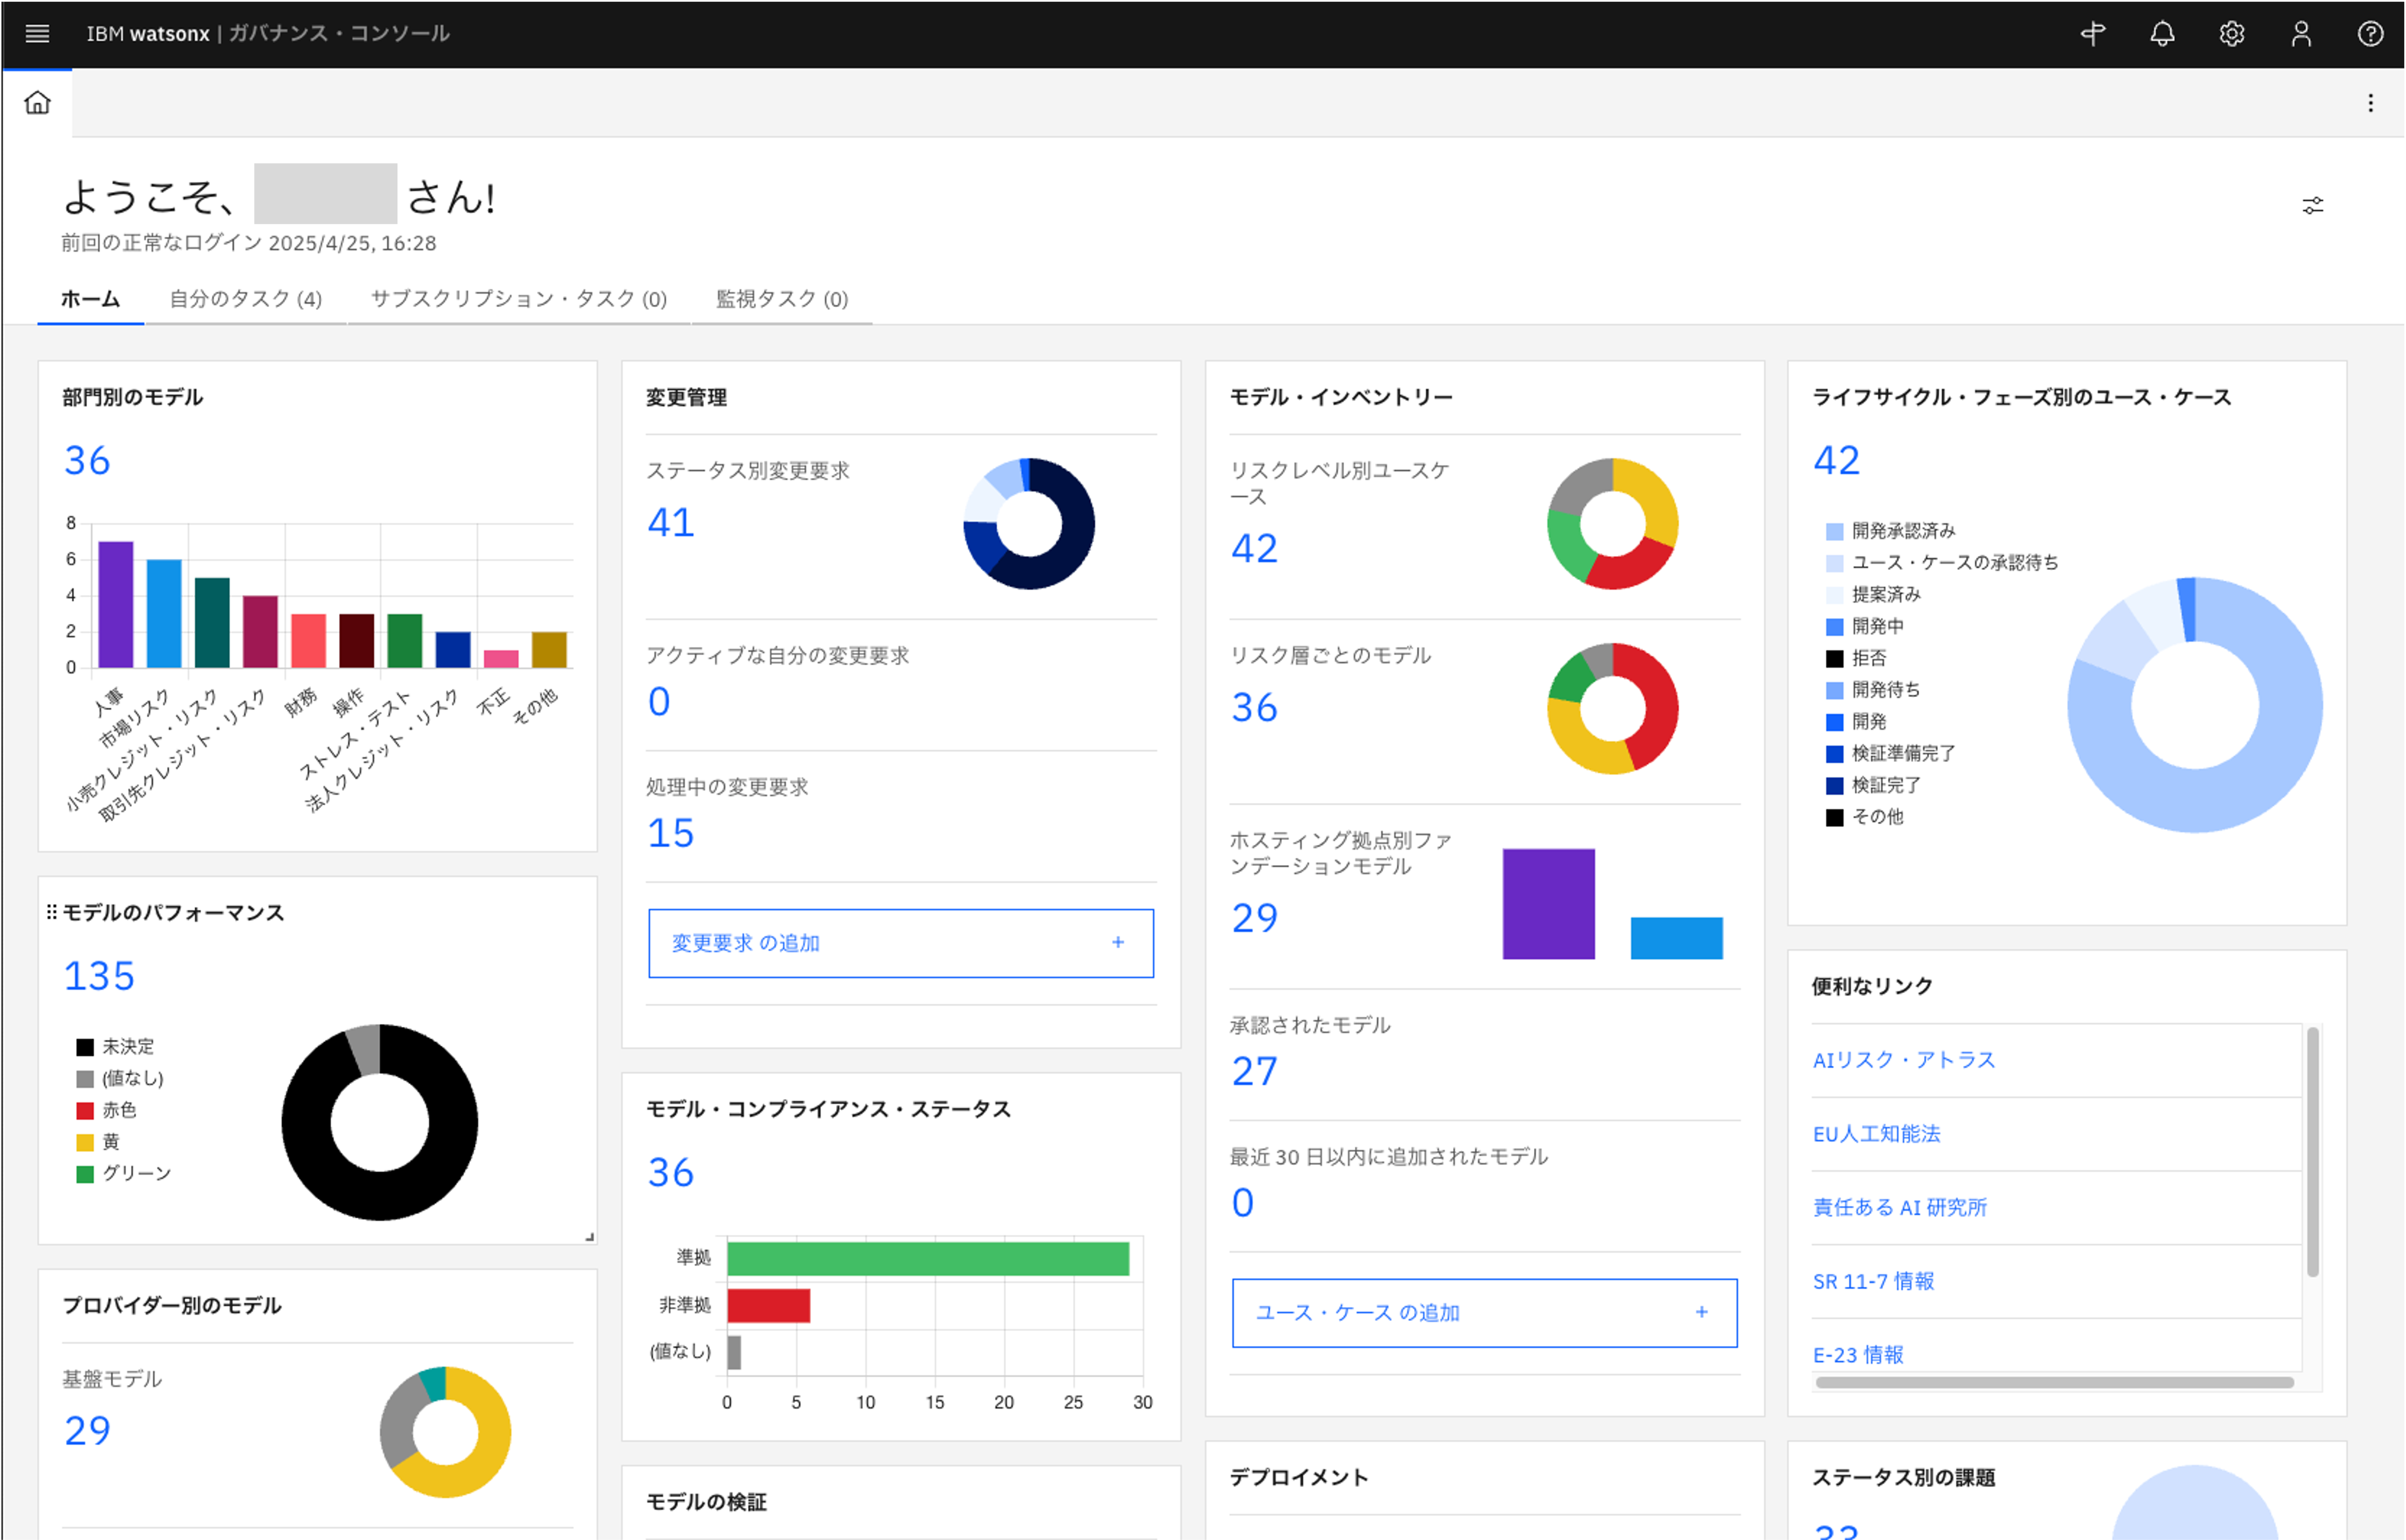 IBM watsonx | ガバナンス・コンソール
ようこそ、 さん!
前回の正常なログイン 2025/4/25, 16:28
ホーム 自分のタスク (4) サブスクリプション・タスク (0) 監視タスク (0)
部門別のモデル
36
8
6
4
2
0
人事
市場リスク
小売クレジット・リスク
取引先クレジット・リスク
財務
操作
ストレス・テスト
法人クレジット・リスク
不正
その他
モデルのパフォーマンス
135
未決定
(値なし)
赤色
黄
グリーン
プロバイダー別のモデル
基盤モデル
29
変更管理
ステータス別変更要求
41
アクティブな自分の変更要求
0
処理中の変更要求
15
変更要求 の追加 +
モデル・コンプライアンス・ステータス
36
準拠
非準拠
(値なし)
0 5 10 15 20 25 30
モデルの検証
モデル・インベントリー
リスクレベル別ユースケ
ース
42
リスク層ごとのモデル
36
ホスティング拠点別ファ
ンデーションモデル
29
承認されたモデル
27
最近 30 日以内に追加されたモデル
0
ユース・ケース の追加 +
デプロイメント
ライフサイクル・フェーズ別のユース・ケース
42
開発承認済み
ユース・ケースの承認待ち
提案済み
開発中
拒否
開発待ち
開発
検証準備完了
検証完了
その他
便利なリンク
AIリスク・アトラス
EU人工知能法
責任ある AI 研究所
SR 11-7 情報
E-23 情報
ステータス別の課題